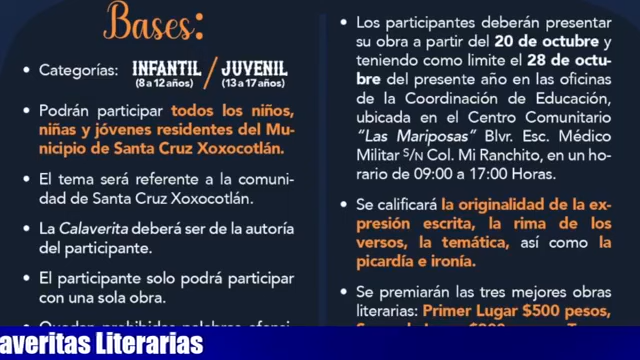 Bases:
• Categorías: INFANTIL / JUVENIL
(8 a 12 años) (13 a 17 años)
• Podrán participar todos los niños,
niñas y jóvenes residentes del Mu-
nicipio de Santa Cruz Xoxocotlán.
• El tema será referente a la comuni-
dad de Santa Cruz Xoxocotlán.
• La Calaverita deberá ser de la autoría
del participante.
• El participante solo podrá participar
con una sola obra.
• Los participantes deberán presentar
su obra a partir del 20 de octubre y
teniendo como limite el 28 de octu-
bre del presente año en las oficinas
de la Coordinación de Educación,
ubicada en el Centro Comunitario
"Las Mariposas" Blvr. Esc. Médico
Militar S/N Col. Mi Ranchito, en un ho-
rario de 09:00 a 17:00 Horas.
• Se calificará la originalidad de la ex-
presión escrita, la rima de los
versos, la temática, así como la
picardía e ironía.
• Se premiarán las tres mejores obras
literarias: Primer Lugar $500 pesos,
averitas Literarias